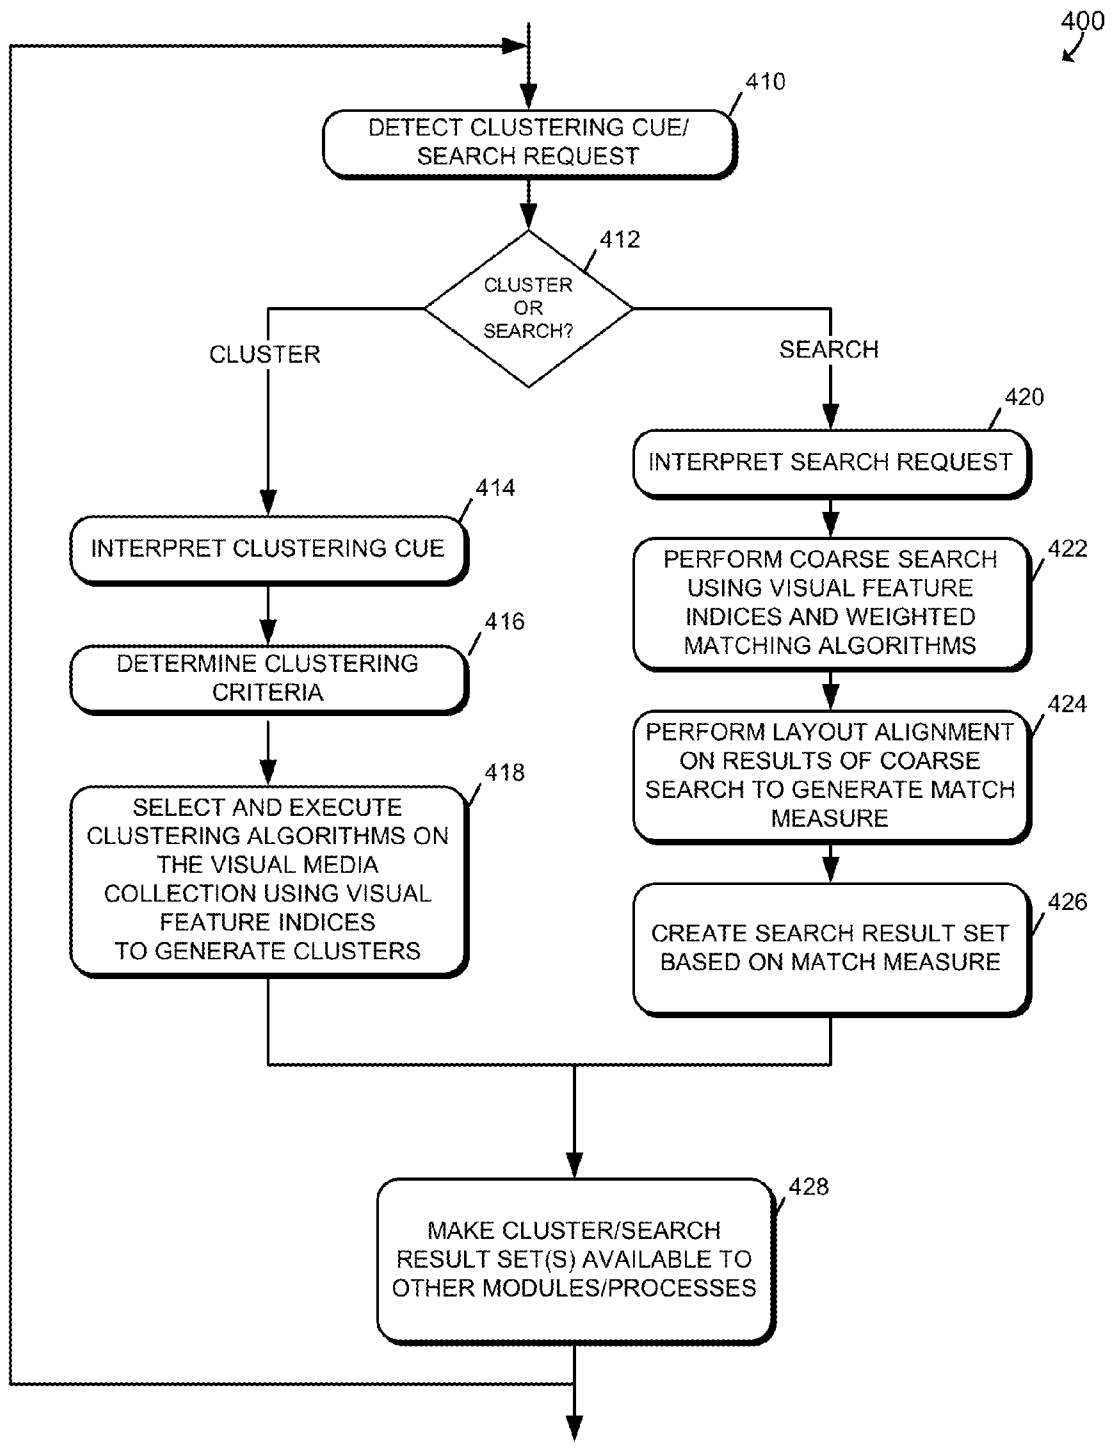 400
410
DETECT CLUSTERING CUE/
SEARCH REQUEST
412
CLUSTER
OR
SEARCH?
CLUSTER
SEARCH
414
INTERPRET CLUSTERING CUE
416
DETERMINE CLUSTERING
CRITERIA
418
SELECT AND EXECUTE
CLUSTERING ALGORITHMS ON
THE VISUAL MEDIA
COLLECTION USING VISUAL
FEATURE INDICES
TO GENERATE CLUSTERS
420
INTERPRET SEARCH REQUEST
422
PERFORM COARSE SEARCH
USING VISUAL FEATURE
INDICES AND WEIGHTED
MATCHING ALGORITHMS
424
PERFORM LAYOUT ALIGNMENT
ON RESULTS OF COARSE
SEARCH TO GENERATE MATCH
MEASURE
426
CREATE SEARCH RESULT SET
BASED ON MATCH MEASURE
428
MAKE CLUSTER/SEARCH
RESULT SET(S) AVAILABLE TO
OTHER MODULES/PROCESSES